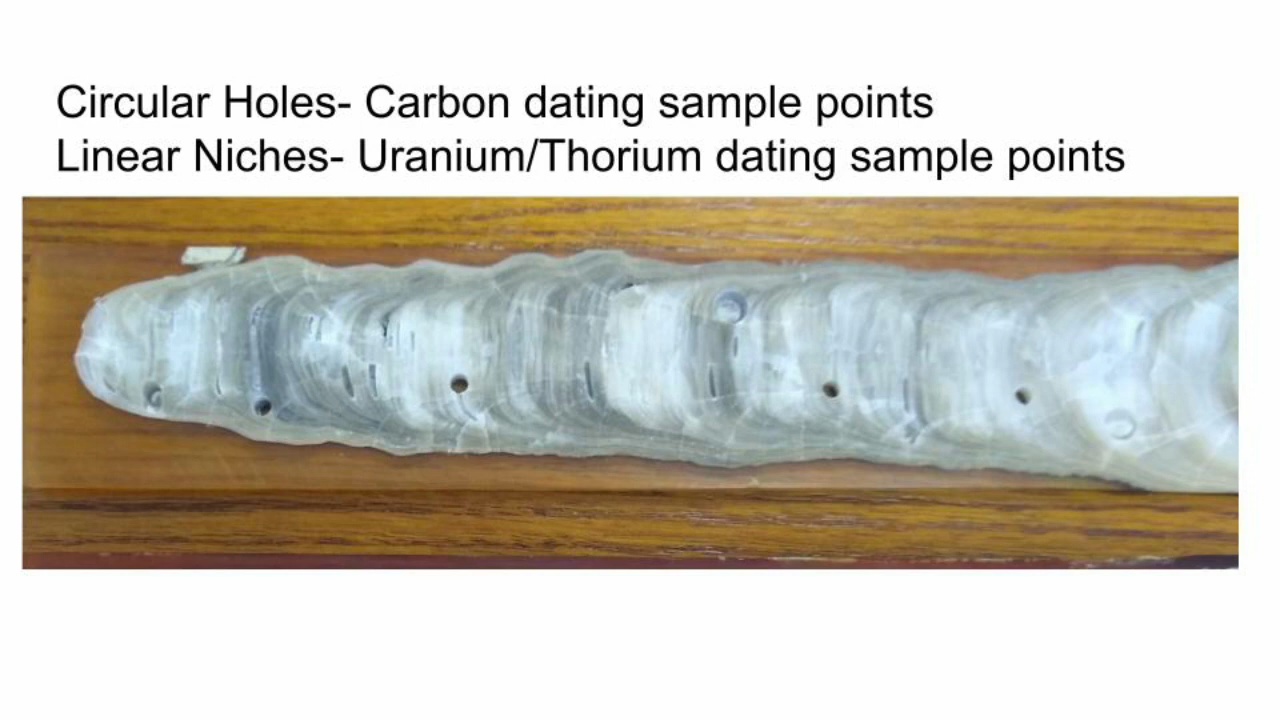 Circular Holes- Carbon dating sample points
Linear Niches- Uranium/Thorium dating sample points